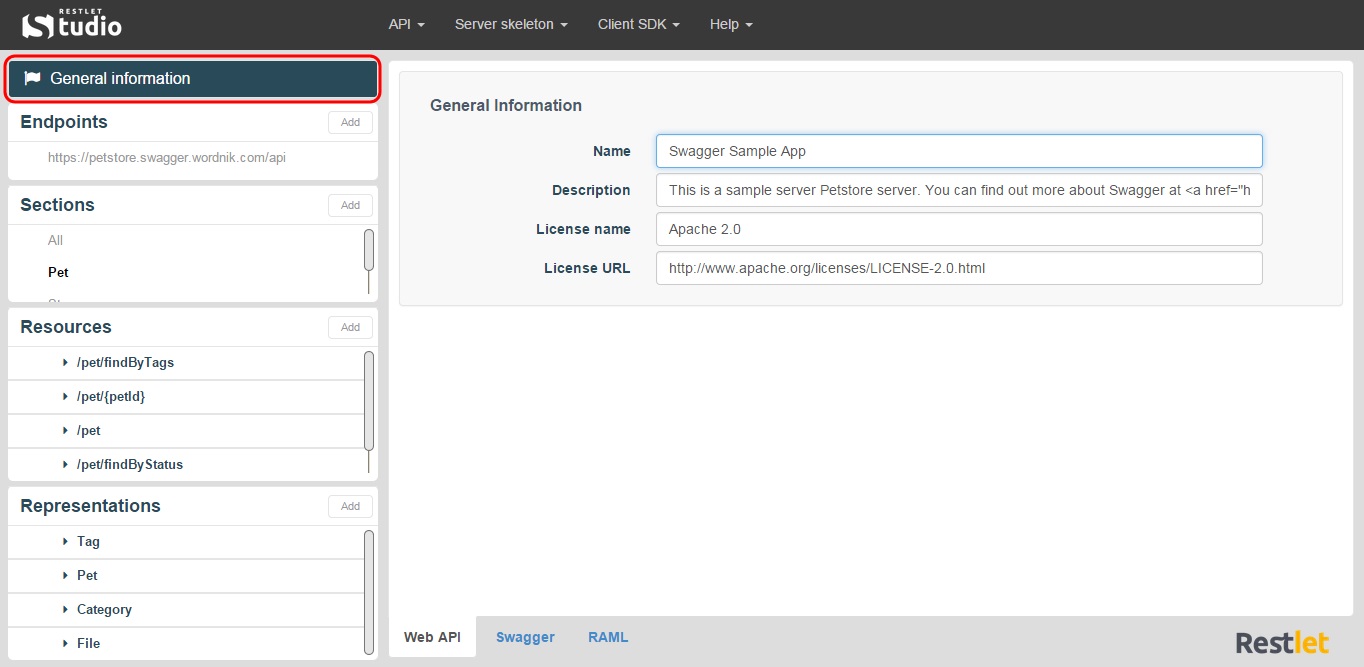 RESTLET
Studio
API
Server skeleton
Client SDK
Help
General information
Endpoints
Add
https://petstore.swagger.wordnik.com/api
Sections
Add
All
Pet
Resources
Add
/pet/findByTags
/pet/{petId}
/pet
/pet/findByStatus
Representations
Add
Tag
Pet
Category
File
General Information
Name
Swagger Sample App
Description
This is a sample server Petstore server. You can find out more about Swagger at <a href="h
License name
Apache 2.0
License URL
http://www.apache.org/licenses/LICENSE-2.0.html
Web API
Swagger
RAML
Restlet